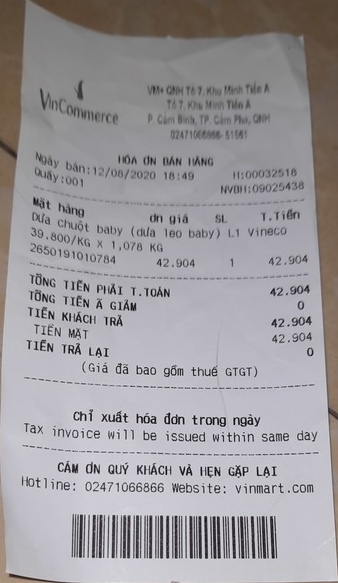 VinCommerce
VM+ QNH Tổ 7, Khu Minh Tiến A
Tổ 7, Khu Minh Tiến A
P. Cẩm Bình, TP. Cẩm Phả, QNH
02471066866-51561
HÓA ƠN BÁN HÀNG
Ngày bán:12/08/2020 18:49 H:00032518
Quầy:001 NVBH:09025438
Mặt hàng ơn giá SL T.Tiền
Dưa chuột baby (dưa leo baby) L1 Vineco
39.800/KG X 1,078 KG
2650191010784 42.904 1 42.904
TỔNG TIỀN PHẢI T.TOÁN 42.904
TỔNG TIỀN Ã GIẢM 0
TIỀN KHÁCH TRẢ 42.904
TIỀN MẶT 42.904
TIỀN TRẢ LẠI 0
(Giá đã bao gồm thuế GTGT)
Chỉ xuất hóa đơn trong ngày
Tax invoice will be issued within same day
CẢM ƠN QUÝ KHÁCH VÀ HẸN GẶP LẠI
Hotline: 02471066866 Website: vinmart.com